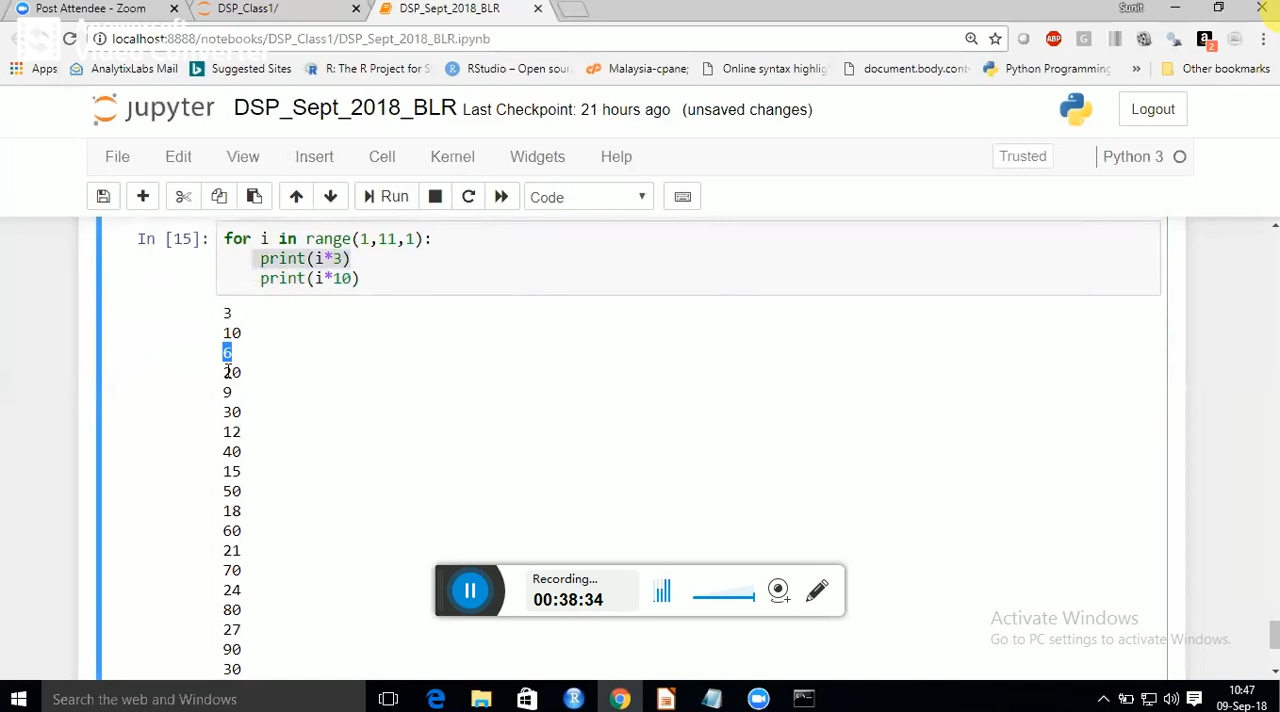 Post Attendee - Zoom
DSP_Class1/
DSP_Sept_2018_BLR
Sunit
localhost:8888/notebooks/DSP_Class1/DSP_Sept_2018_BLR.ipynb
ABP
G
a
2
Apps
AnalytixLabs Mail
Suggested Sites
R: The R Project for S
RStudio – Open sour
Malaysia-cpane;
Online syntax highlig
document.body.cont
Python Programming
»
Other bookmarks
jupyter
DSP_Sept_2018_BLR Last Checkpoint: 21 hours ago (unsaved changes)
Logout
File Edit View Insert Cell Kernel Widgets Help
Trusted
Python 3
Run
Code
In [15]: for i in range(1,11,1):
print(i*3)
print(i*10)
3
10
6
20
9
30
12
40
15
50
18
60
21
70
24
80
27
90
30
Recording...
00:38:34
Activate Windows
Go to PC settings to activate Windows.
Search the web and Windows
10:47
09-Sep-18